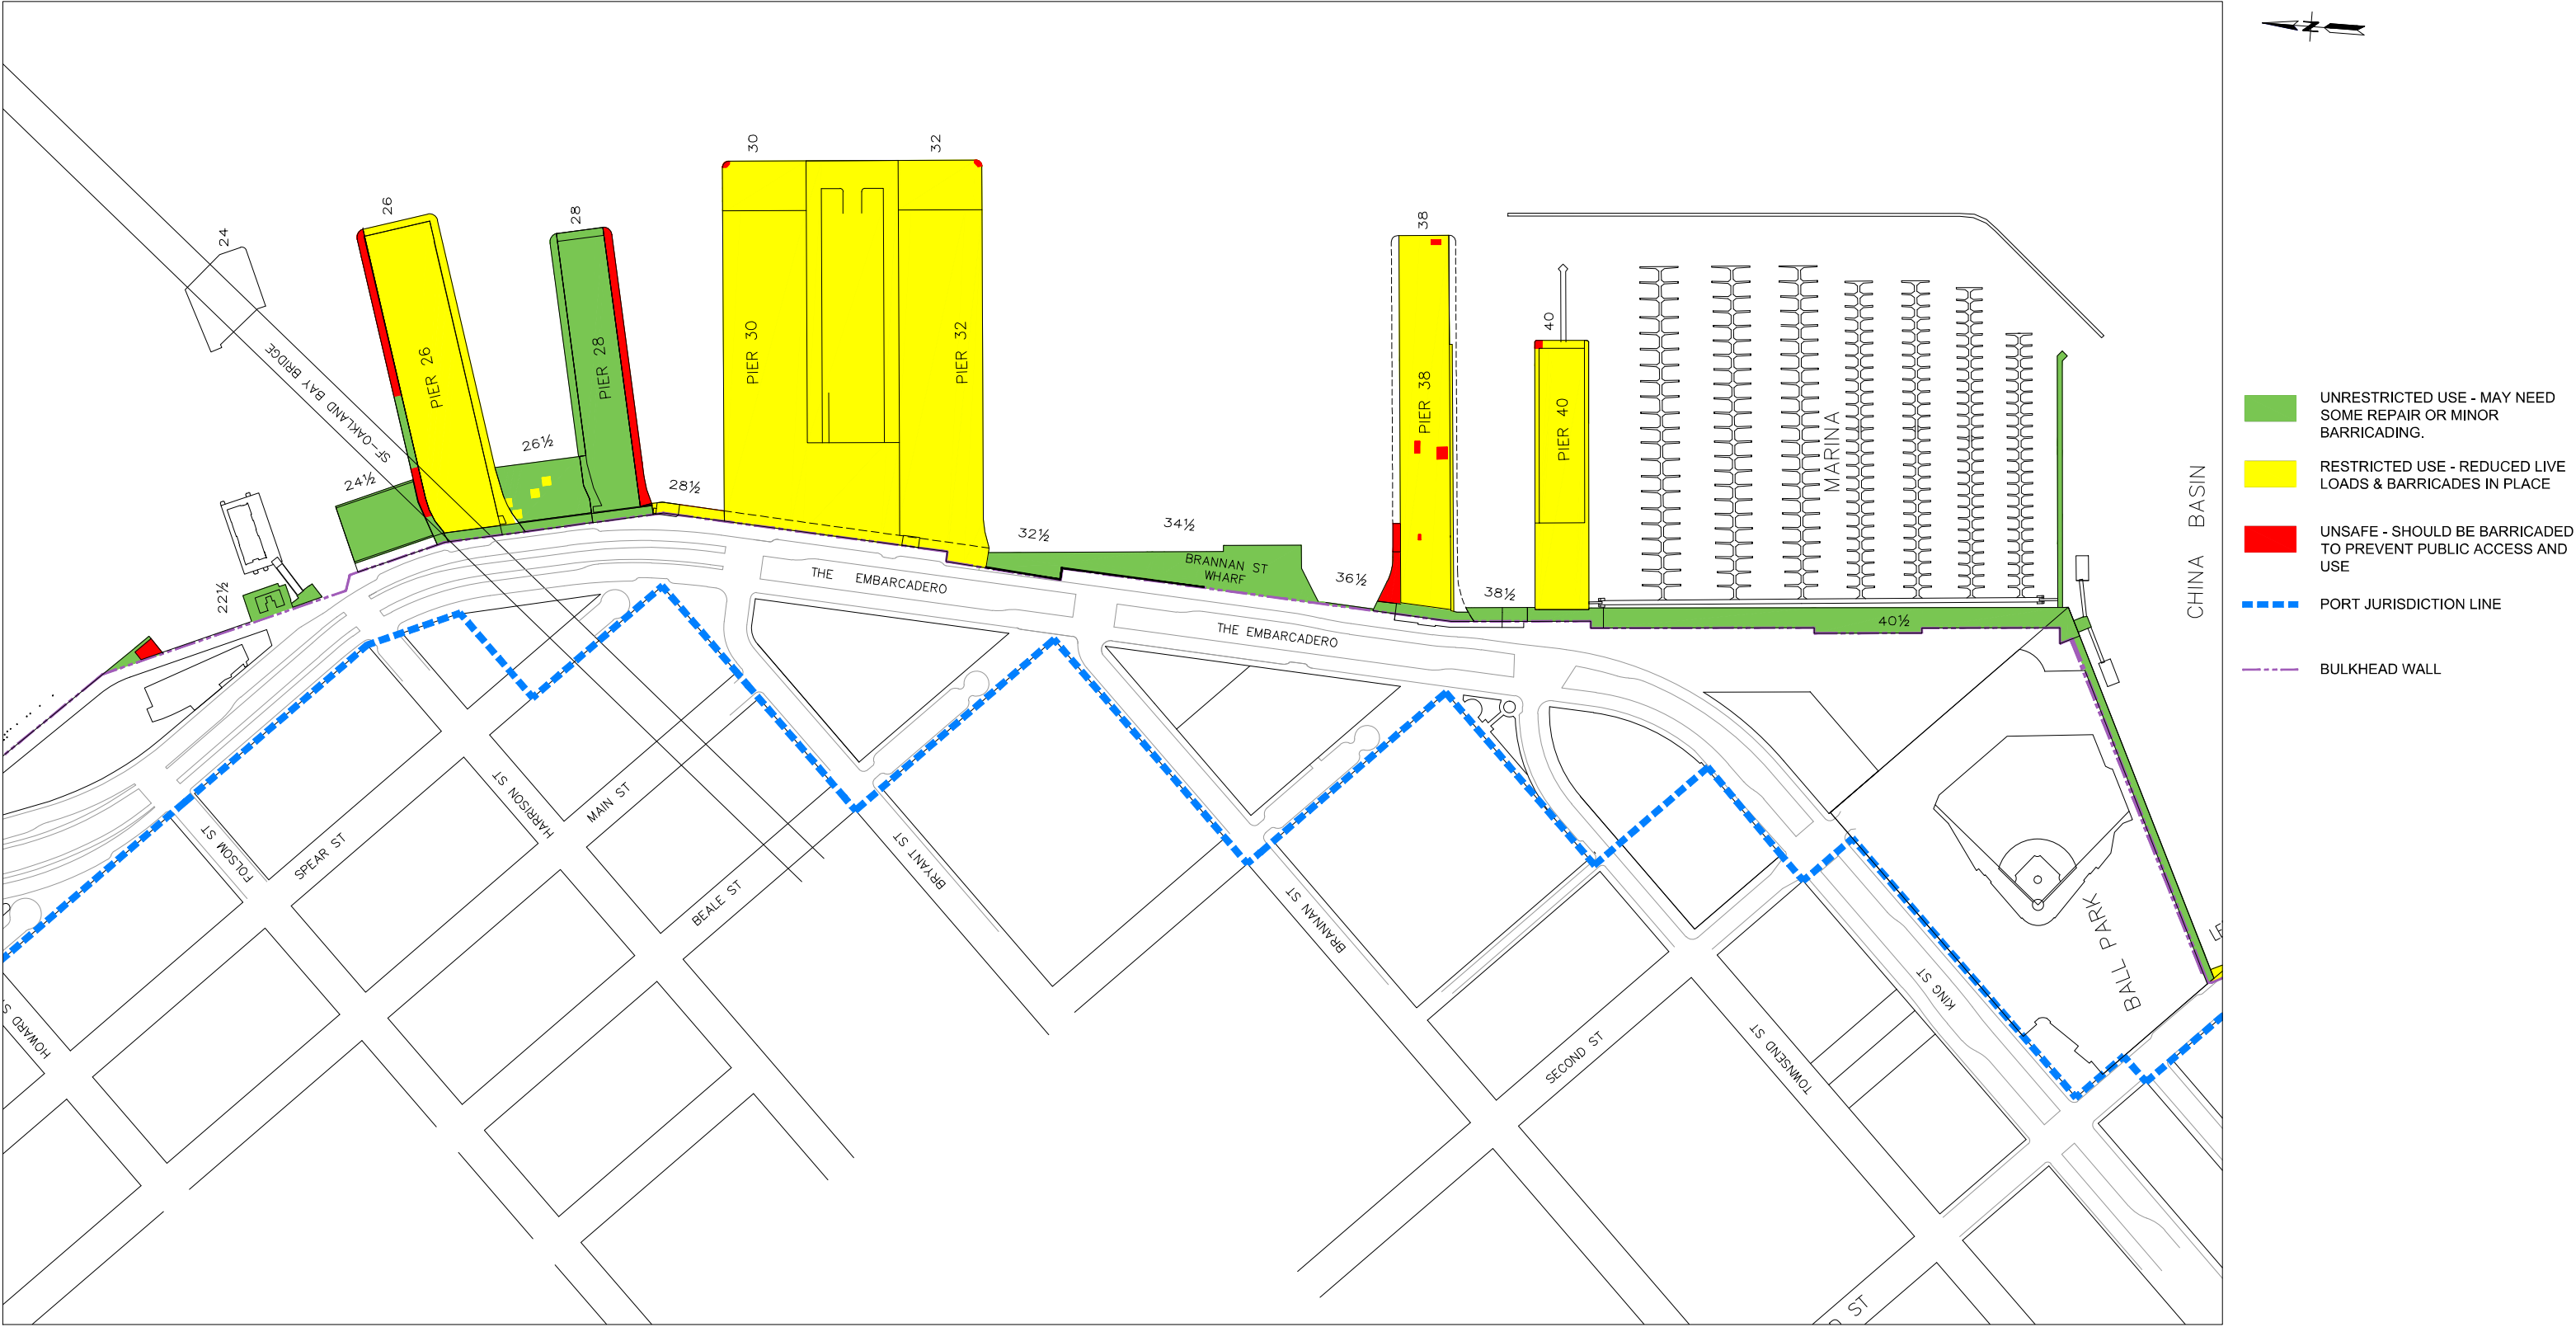 N
30
32
26
28
38
24
40
SF-OAKLAND BAY BRIDGE
PIER 26
PIER 28
PIER 30
PIER 32
PIER 38
PIER 40
MARINA
CHINA BASIN
24½
26½
28½
22½
32½
34½
BRANNAN ST
WHARF
36½
38½
40½
THE EMBARCADERO
THE EMBARCADERO
FOLSOM ST
SPEAR ST
HARRISON ST
MAIN ST
BEALE ST
BRYANT ST
BRANNAN ST
KING ST
BALL PARK
HOWARD S
SECOND ST
TOWNSEND ST
ST
UNRESTRICTED USE - MAY NEED
SOME REPAIR OR MINOR
BARRICADING.
RESTRICTED USE - REDUCED LIVE
LOADS & BARRICADES IN PLACE
UNSAFE - SHOULD BE BARRICADED
TO PREVENT PUBLIC ACCESS AND
USE
PORT JURISDICTION LINE
BULKHEAD WALL